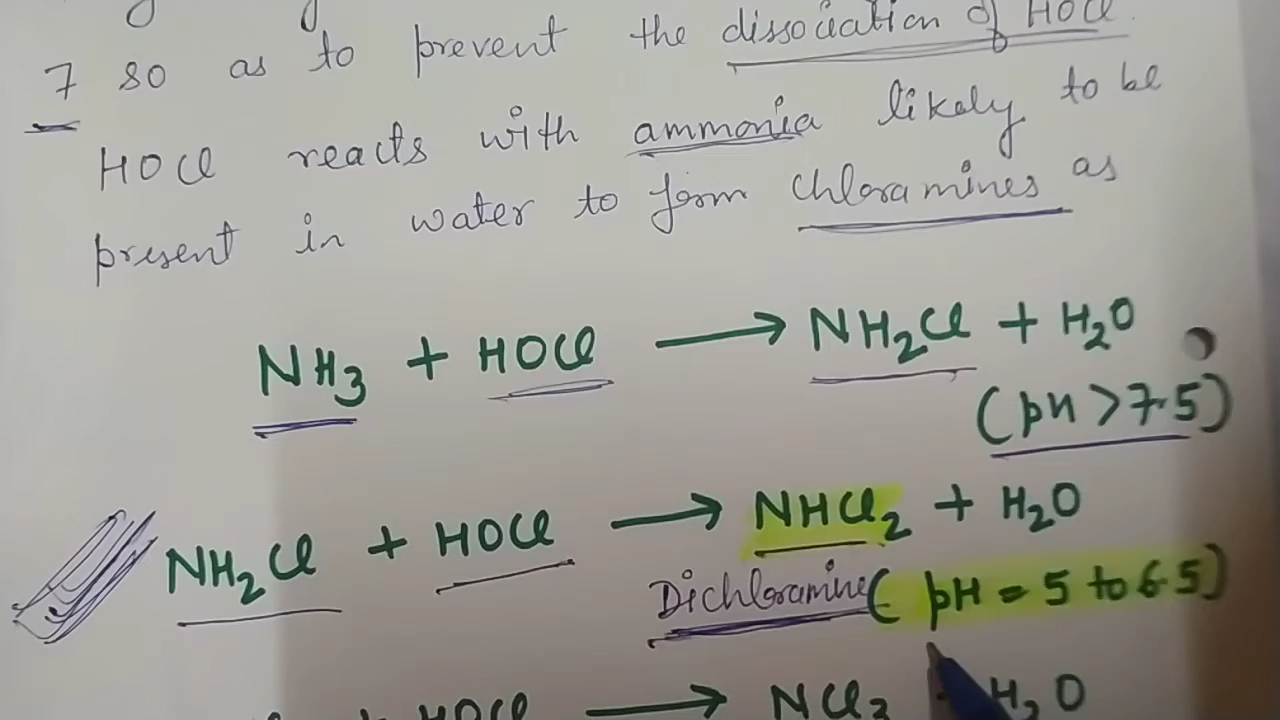 7 so as to prevent the dissociation of HOCl.
HOCl reacts with ammonia likely to be
present in water to form Chloramines as
NH3 + HOCl → NH2Cl + H2O
(pH > 7.5)
NH2Cl + HOCl → NHCl2 + H2O
Dichloramine ( pH = 5 to 6.5)
+ HOCl → NCl3 + H2O